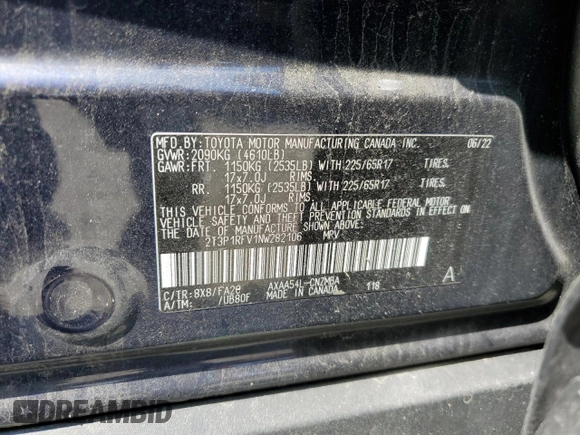 MFD.BY:TOYOTA MOTOR MANUFACTURING CANADA INC. 06/22
GVWR:2090KG (4610LB)
GAWR:FRT. 1150KG (2535LB) WITH 225/65R17 TIRES,
17x7.0J RIMS,
RR. 1150KG (2535LB) WITH 225/65R17 TIRES,
17x7.0J RIMS,
THIS VEHICLE CONFORMS TO ALL APPLICABLE FEDERAL MOTOR
VEHICLE SAFETY AND THEFT PREVENTION STANDARDS IN EFFECT
ON THE DATE OF MANUFACTURE SHOWN ABOVE.
2T3P1RFV1NW282106 MPV
C/TR:8X8/FA20 AXAA54L-CNZMBA 118 A
A/TM: /UB80F MADE IN CANADA
DREAMBID